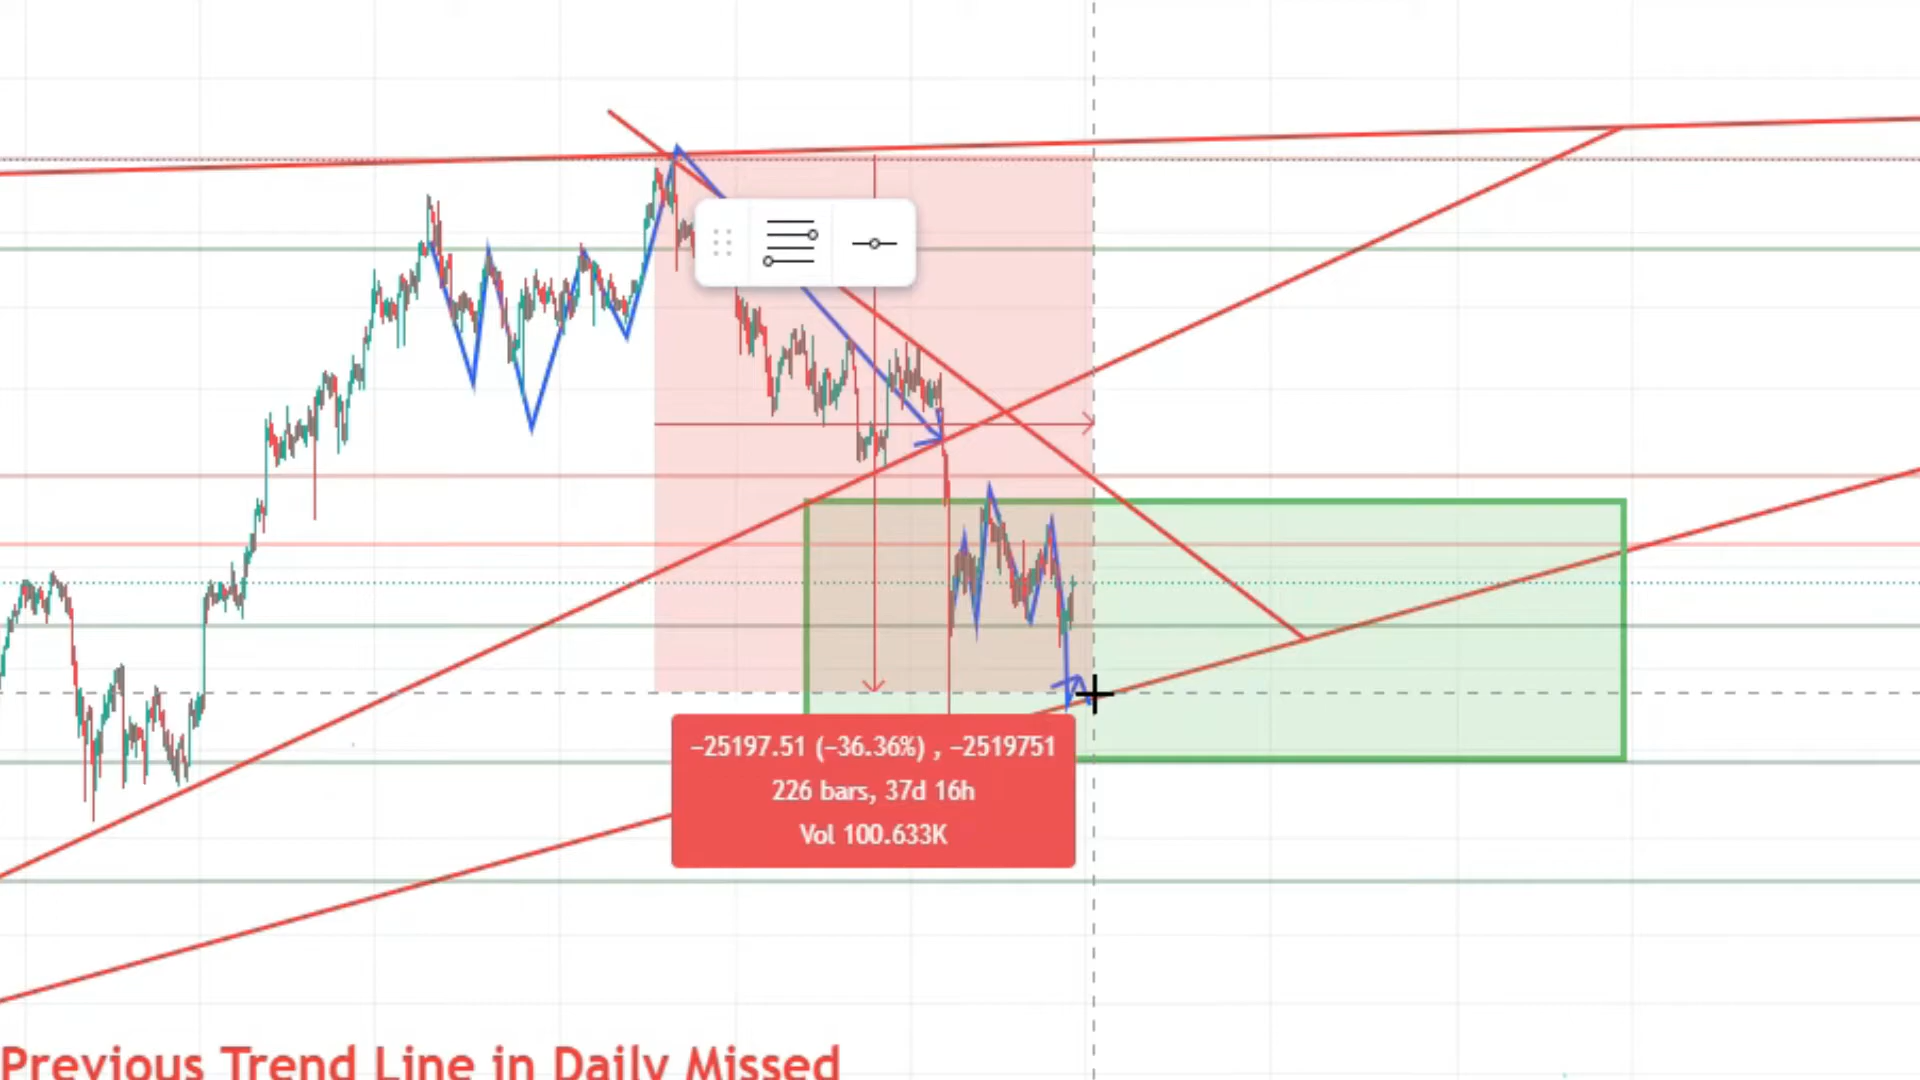 −25197.51 (−36.36%) , −2519751
226 bars, 37d 16h
Vol 100.633K
Previous Trend Line in Daily Missed